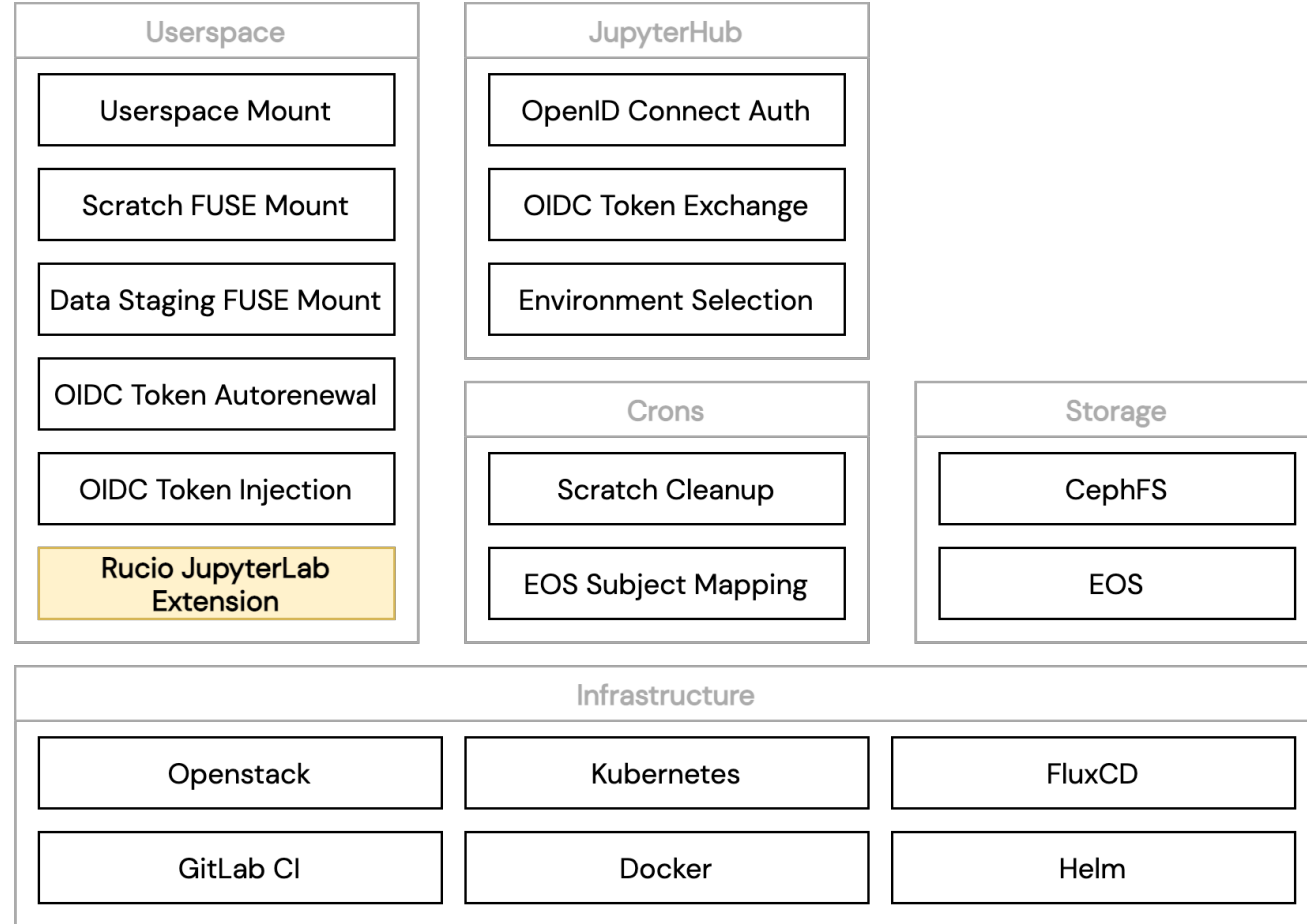 Userspace
Userspace Mount
Scratch FUSE Mount
Data Staging FUSE Mount
OIDC Token Autorenewal
OIDC Token Injection
Rucio JupyterLab
Extension
JupyterHub
OpenID Connect Auth
OIDC Token Exchange
Environment Selection
Crons
Scratch Cleanup
EOS Subject Mapping
Storage
CephFS
EOS
Infrastructure
Openstack
Kubernetes
FluxCD
GitLab CI
Docker
Helm